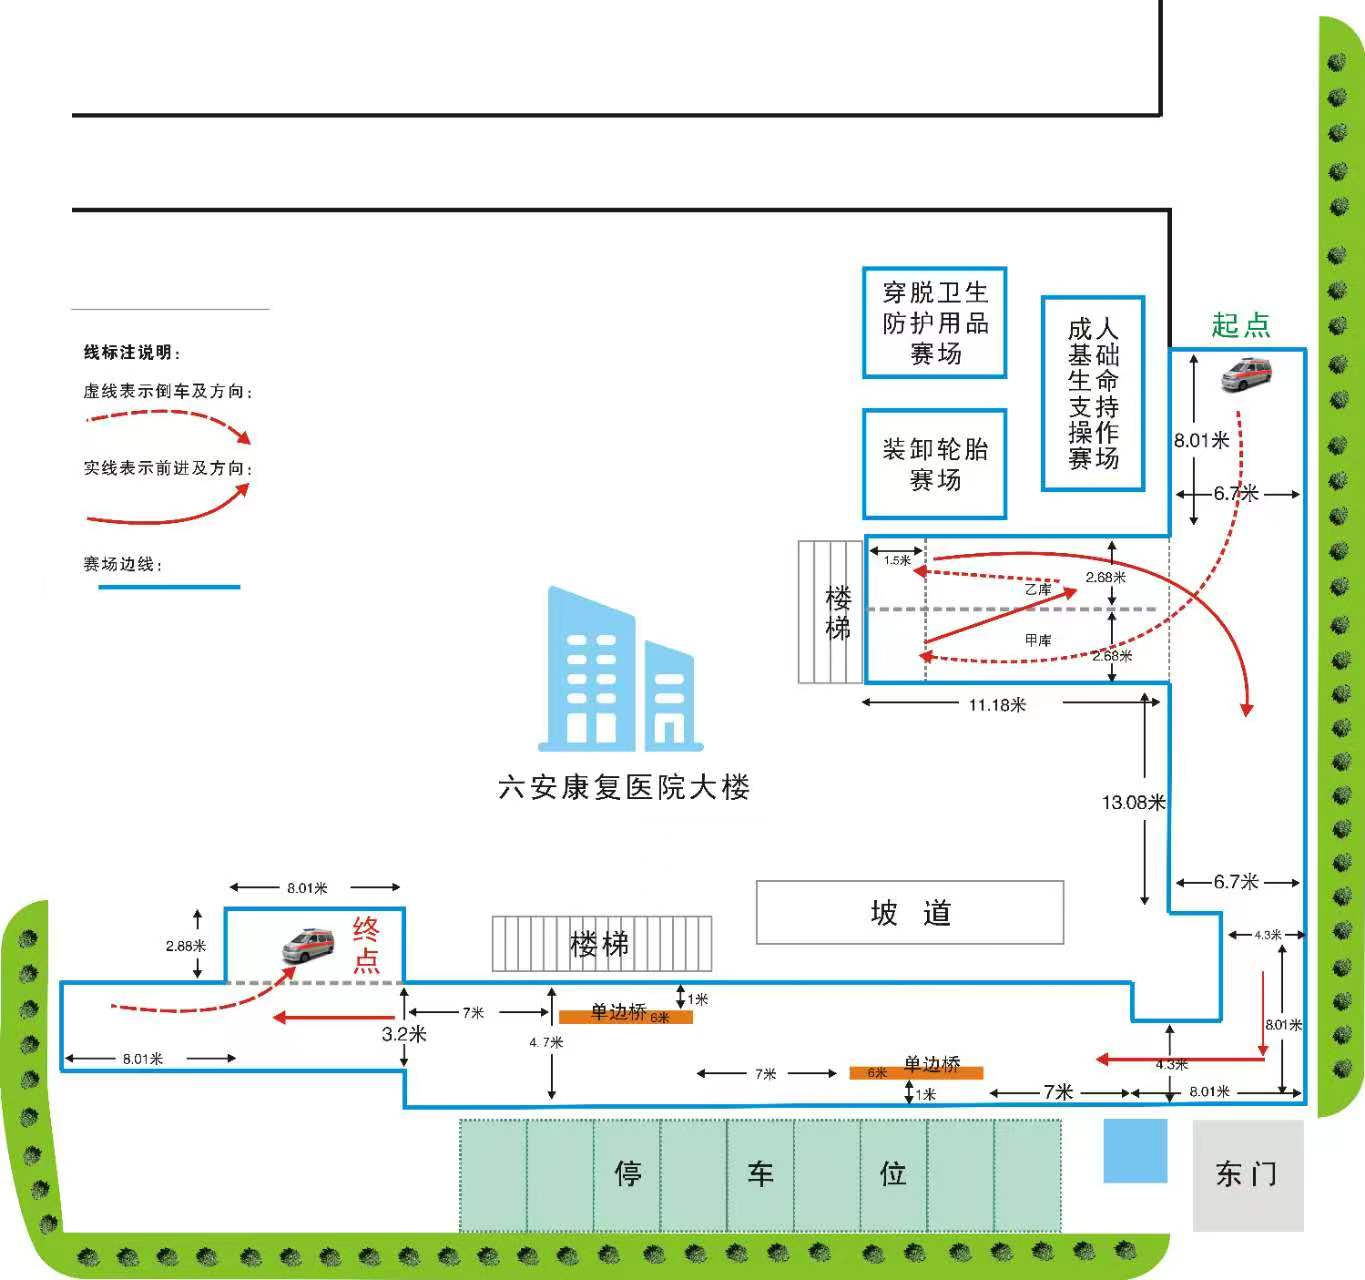 穿脱卫生
防护用品
赛场
成人
基础
生命
支持
操作
赛场
起点
线标注说明:
虚线表示倒车及方向:
8.01米
装卸轮胎
赛场
实线表示前进及方向:
6.7米
赛场边线:
1.5米
2.68米
乙库
楼
梯
甲库
2.68米
11.18米
六安康复医院大楼
13.08米
8.01米
6.7米
坡 道
终
点
2.88米
楼梯
4.3米
1米
7米
单边桥
6米
3.2米
4.7米
8.01米
8.01米
单边桥
4.3米
7米
6米
1米
7米
8.01米
停 车 位
东门